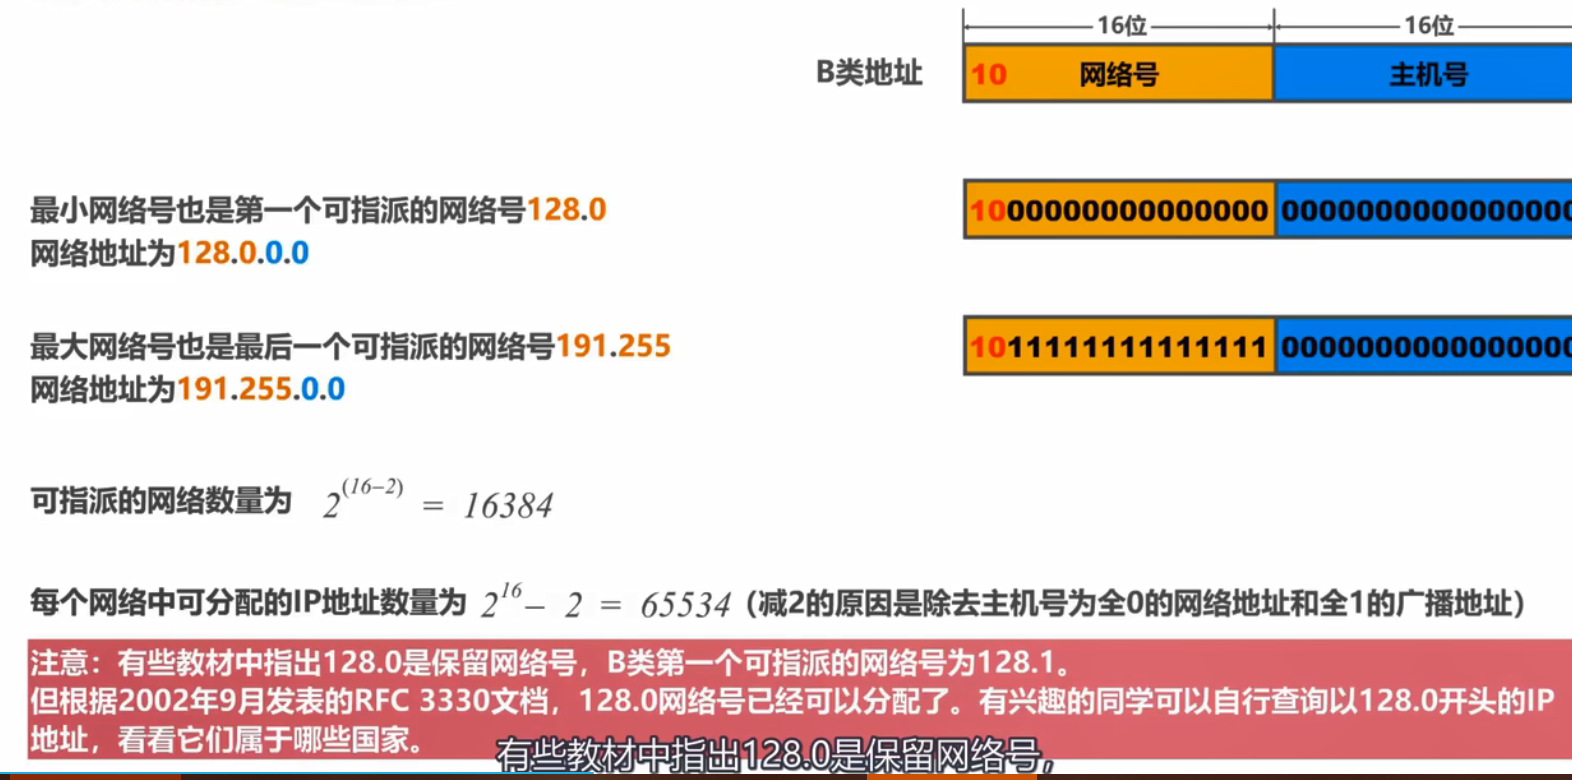 16位 16位
B类地址 10 网络号 主机号
最小网络号也是第一个可指派的网络号128.0
网络地址为128.0.0.0
1000000000000000 0000000000000000
最大网络号也是最后一个可指派的网络号191.255
网络地址为191.255.0.0
1011111111111111 0000000000000000
可指派的网络数量为 2^(16-2) = 16384
每个网络中可分配的IP地址数量为 2^16 - 2 = 65534 (减2的原因是除去主机号为全0的网络地址和全1的广播地址)
注意：有些教材中指出128.0是保留网络号，B类第一个可指派的网络号为128.1。
但根据2002年9月发表的RFC 3330文档，128.0网络号已经可以分配了。有兴趣的同学可以自行查询以128.0开头的IP
地址，看看它们属于哪些国家。
有些教材中指出128.0是保留网络号，